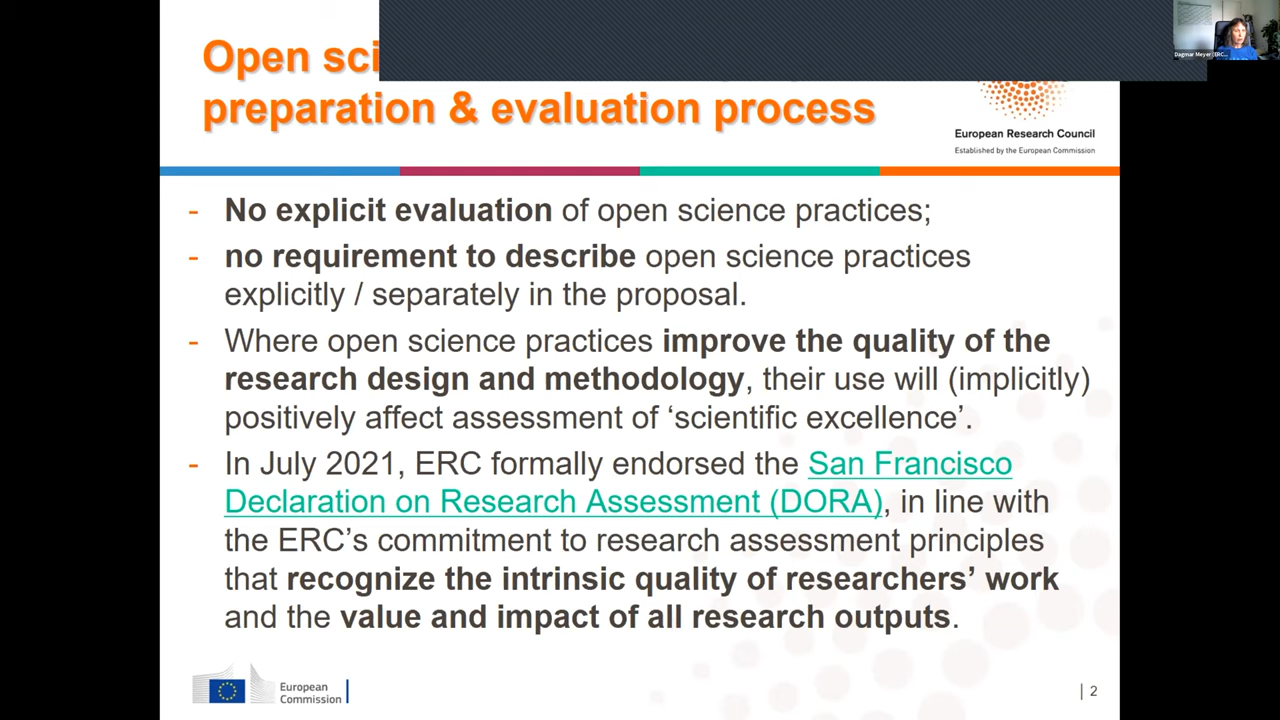 Open sci
preparation & evaluation process
Dagmar Meyer (ERC...
European Research Council
Established by the European Commission
- No explicit evaluation of open science practices;
- no requirement to describe open science practices
explicitly / separately in the proposal.
- Where open science practices improve the quality of the
research design and methodology, their use will (implicitly)
positively affect assessment of ‘scientific excellence’.
- In July 2021, ERC formally endorsed the San Francisco
Declaration on Research Assessment (DORA), in line with
the ERC’s commitment to research assessment principles
that recognize the intrinsic quality of researchers’ work
and the value and impact of all research outputs.
European
Commission
| 2